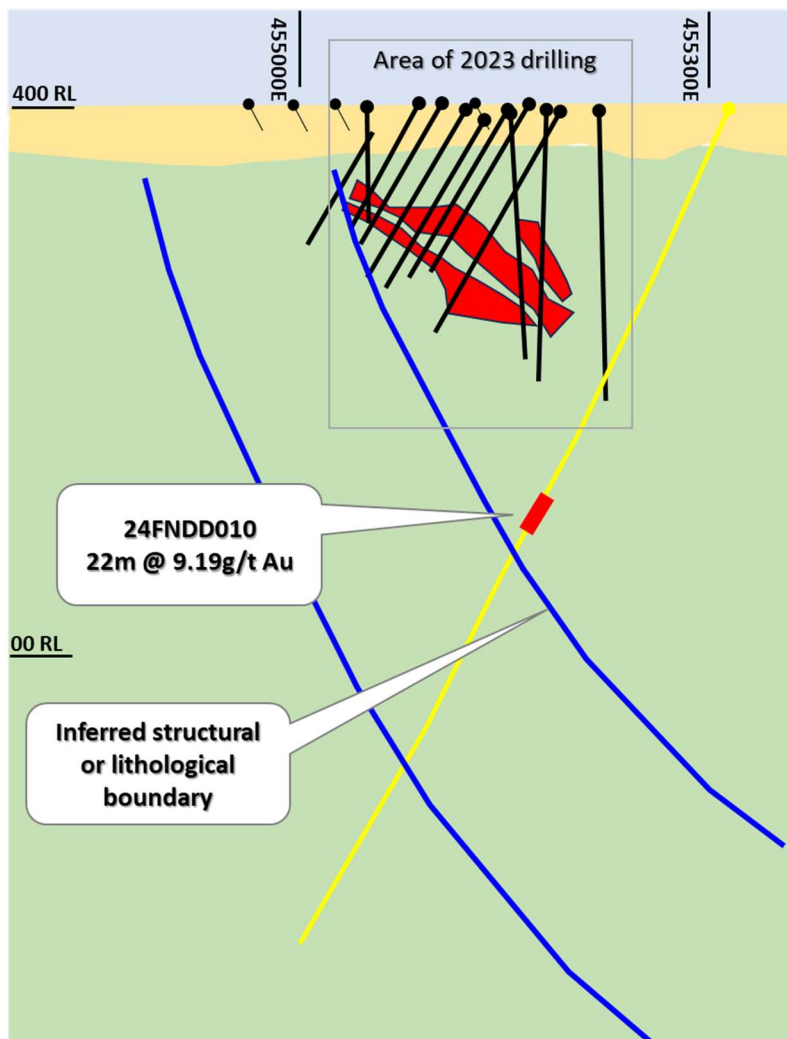 455000E
455300E
Area of 2023 drilling
400 RL
24FNDD010
22m @ 9.19g/t Au
00 RL
Inferred structural
or lithological
boundary